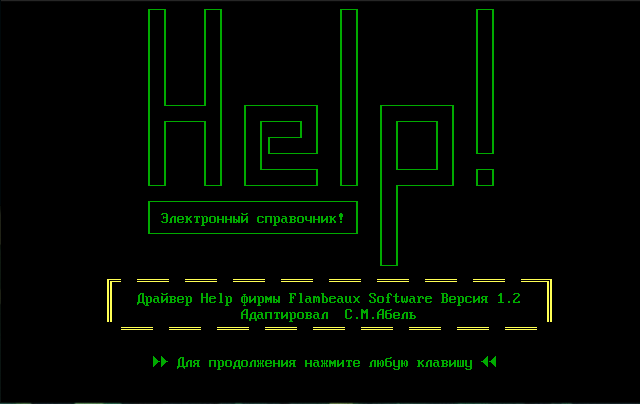 Help!
Электронный справочник!
Драйвер Help фирмы Flambeaux Software Версия 1.2
Адаптировал С.М.Абель
Для продолжения нажмите любую клавишу